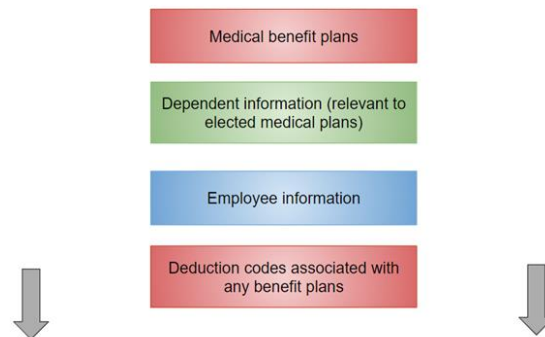 Medical benefit plans
Dependent information (relevant to
elected medical plans)
Employee information
Deduction codes associated with
any benefit plans